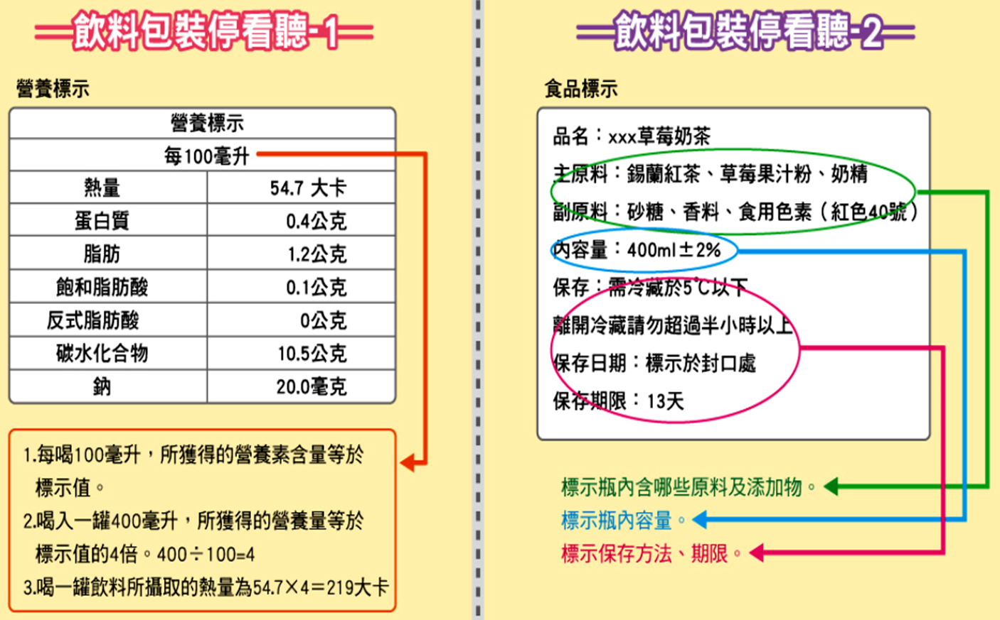 飲料包裝停看聽-1
營養標示
營養標示
每100毫升
熱量 54.7 大卡
蛋白質 0.4公克
脂肪 1.2公克
飽和脂肪酸 0.1公克
反式脂肪酸 0公克
碳水化合物 10.5公克
鈉 20.0毫克
1.每喝100毫升，所獲得的營養素含量等於
標示值。
2.喝入一罐400毫升，所獲得的營養量等於
標示值的4倍。400÷100=4
3.喝一罐飲料所攝取的熱量為54.7×4＝219大卡
飲料包裝停看聽-2
食品標示
品名：xxx草莓奶茶
主原料：錫蘭紅茶、草莓果汁粉、奶精
副原料：砂糖、香料、食用色素（紅色40號）
內容量：400ml±2%
保存：需冷藏於5℃以下
離開冷藏請勿超過半小時以上
保存日期：標示於封口處
保存期限：13天
標示瓶內含哪些原料及添加物。
標示瓶內容量。
標示保存方法、期限。